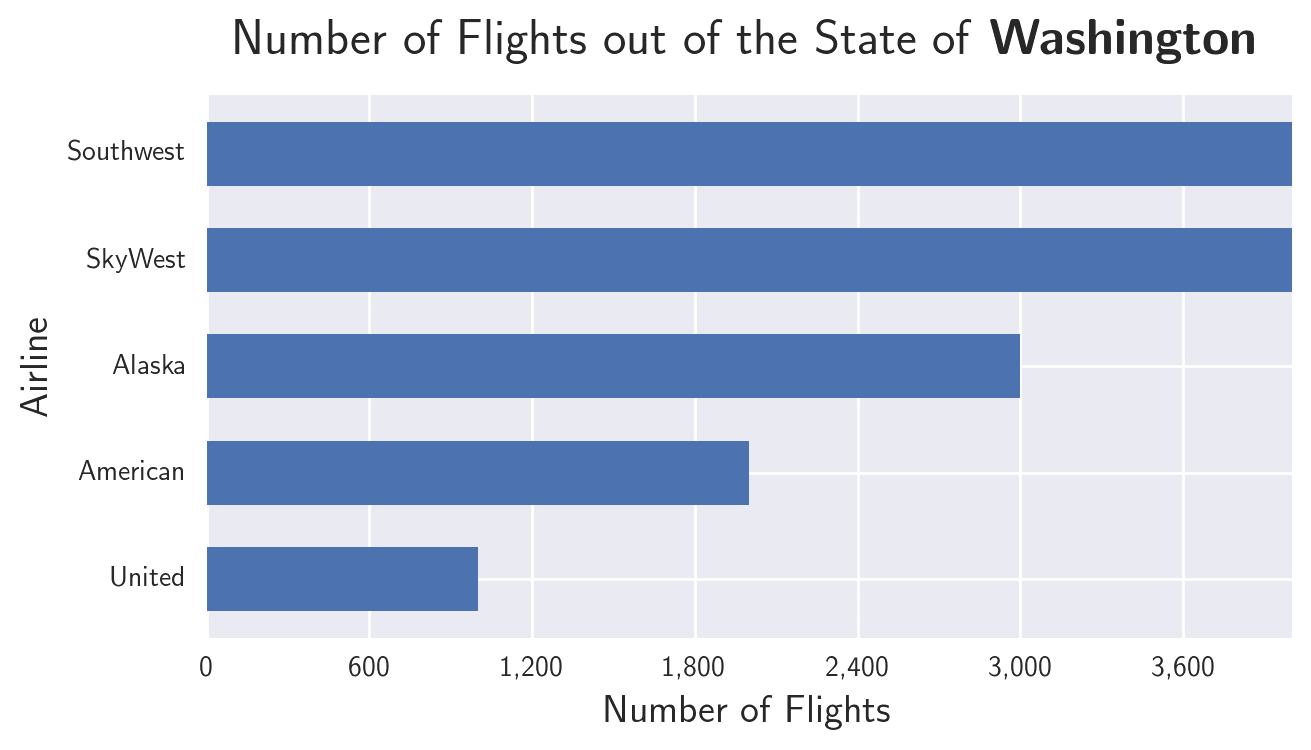 Number of Flights out of the State of Washington
Southwest
SkyWest
Alaska
American
United
Airline
0 600 1,200 1,800 2,400 3,000 3,600
Number of Flights